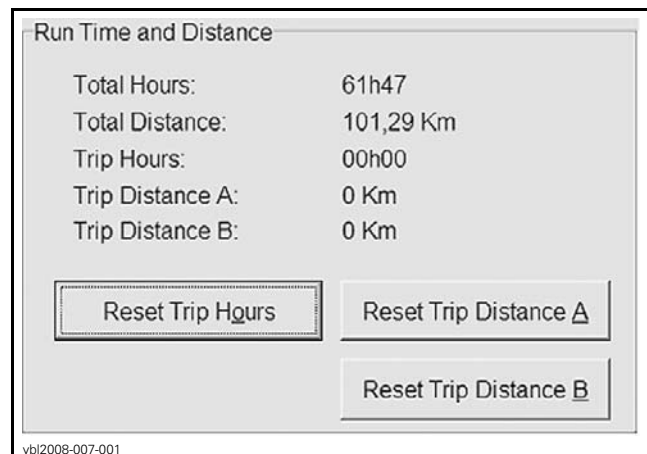 Run Time and Distance
Total Hours: 61h47
Total Distance: 101,29 Km
Trip Hours: 00h00
Trip Distance A: 0 Km
Trip Distance B: 0 Km
Reset Trip Hours Reset Trip Distance A
Reset Trip Distance B
vbl2008-007-001